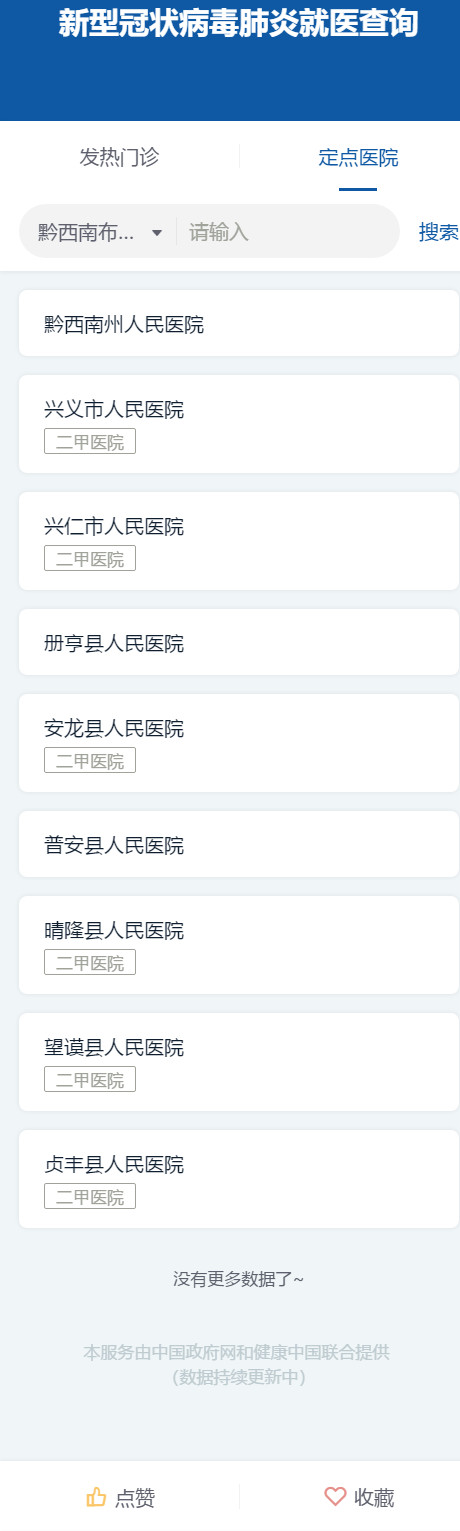 新型冠状病毒肺炎就医查询
发热门诊 定点医院
黔西南布... 请输入 搜索
黔西南州人民医院
兴义市人民医院
二甲医院
兴仁市人民医院
二甲医院
册亨县人民医院
安龙县人民医院
二甲医院
普安县人民医院
晴隆县人民医院
二甲医院
望谟县人民医院
二甲医院
贞丰县人民医院
二甲医院
没有更多数据了~
本服务由中国政府网和健康中国联合提供
（数据持续更新中）
点赞 收藏